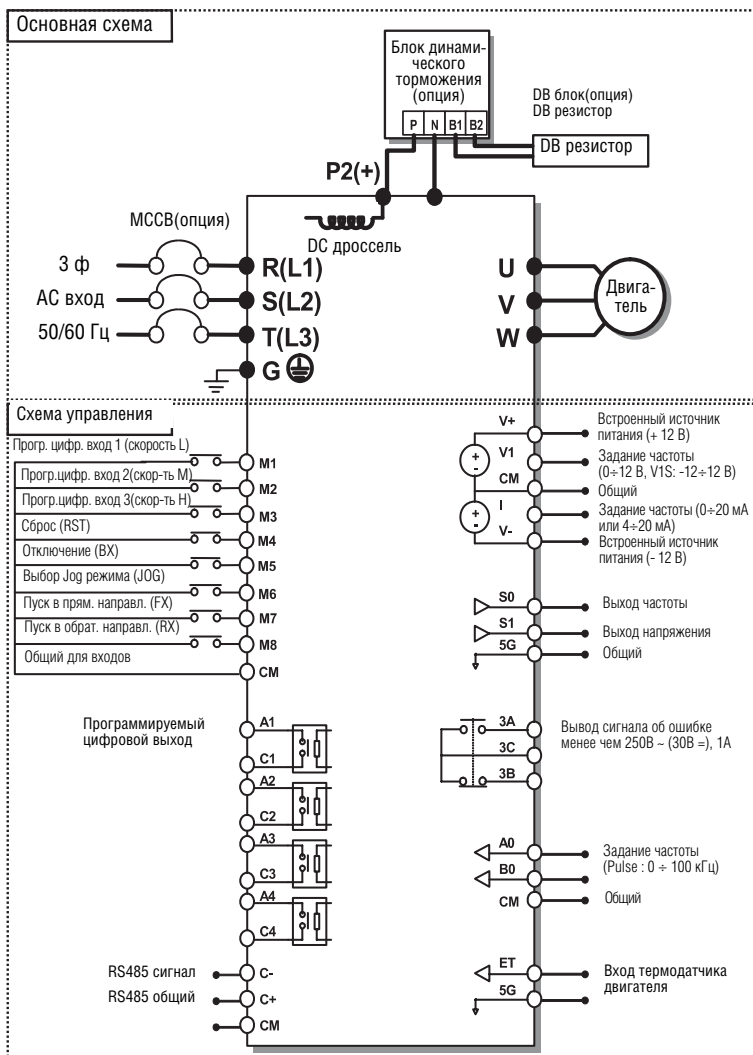 Основная схема
Блок динами-
ческого
торможения
(опция)
P N B1 B2
DB блок(опция)
DB резистор
DB резистор
P2(+)
DC дроссель
MCCB(опция)
3 ф
AC вход
50/60 Гц
R(L1)
S(L2)
T(L3)
G
U
V
W
Двига-
тель
Схема управления
Прогр. цифр. вход 1 (скорость L)
M1
Прогр.цифр. вход 2(скор-ть M)
M2
Прогр.цифр. вход 3(скор-ть H)
M3
Сброс (RST)
M4
Отключение (BX)
M5
Выбор Jog режима (JOG)
M6
Пуск в прям. направл. (FX)
M7
Пуск в обрат. направл. (RX)
M8
Общий для входов
CM
Программируемый
цифровой выход
A1
C1
A2
C2
A3
C3
A4
C4
RS485 сигнал
C-
RS485 общий
C+
CM
V+
Встроенный источник
питания (+ 12 В)
+
-
V1
Задание частоты
(0÷12 В, V1S: -12÷12 В)
CM
Общий
+
-
I
Задание частоты (0÷20 мА
или 4÷20 мА)
V-
Встроенный источник
питания (- 12 В)
S0
Выход частоты
S1
Выход напряжения
5G
Общий
3A
3C
3B
Вывод сигнала об ошибке
менее чем 250В ~ (30В =), 1А
A0
B0
Задание частоты
(Pulse : 0 ÷ 100 кГц)
CM
Общий
ET
5G
Вход термодатчика
двигателя